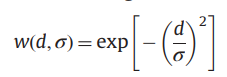 w(d, σ) = exp[−(d/σ)²]